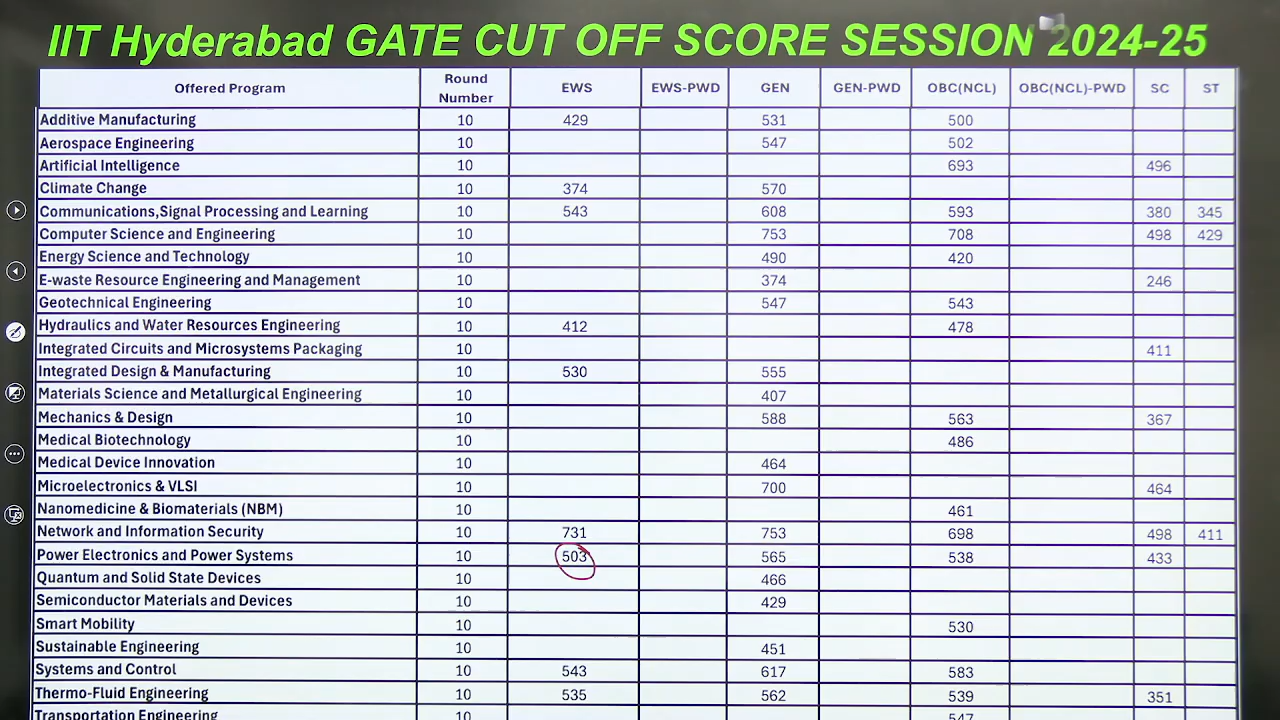 IIT Hyderabad GATE CUT OFF SCORE SESSION 2024-25
Offered Program Round Number EWS EWS-PWD GEN GEN-PWD OBC(NCL) OBC(NCL)-PWD SC ST
Additive Manufacturing 10 429 531 500
Aerospace Engineering 10 547 502
Artificial Intelligence 10 693 496
Climate Change 10 374 570
Communications,Signal Processing and Learning 10 543 608 593 380 345
Computer Science and Engineering 10 753 708 498 429
Energy Science and Technology 10 490 420
E-waste Resource Engineering and Management 10 374 246
Geotechnical Engineering 10 547 543
Hydraulics and Water Resources Engineering 10 412 478
Integrated Circuits and Microsystems Packaging 10 411
Integrated Design & Manufacturing 10 530 555
Materials Science and Metallurgical Engineering 10 407
Mechanics & Design 10 588 563 367
Medical Biotechnology 10 486
Medical Device Innovation 10 464
Microelectronics & VLSI 10 700 464
Nanomedicine & Biomaterials (NBM) 10 461
Network and Information Security 10 731 753 698 498 411
Power Electronics and Power Systems 10 503 565 538 433
Quantum and Solid State Devices 10 466
Semiconductor Materials and Devices 10 429
Smart Mobility 10 530
Sustainable Engineering 10 451
Systems and Control 10 543 617 583
Thermo-Fluid Engineering 10 535 562 539 351
Transportation Engineering 10 547